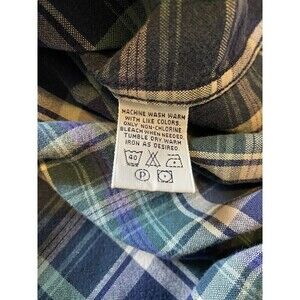 MACHINE WASH WARM
WITH LIKE COLORS.
ONLY NON-CHLORINE
BLEACH WHEN NEEDED
TUMBLE DRY WARM
IRON AS DESIRED.
40
P